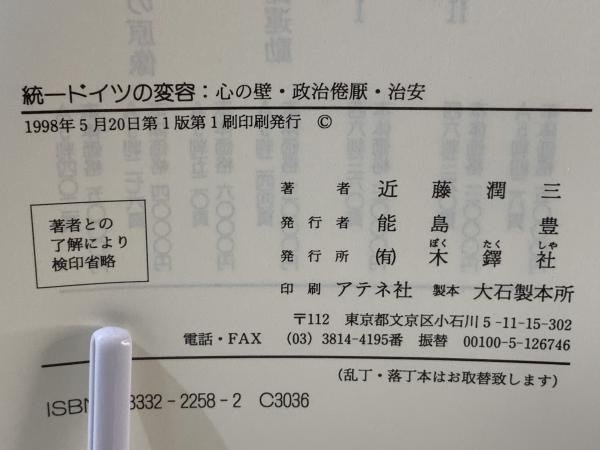 統一ドイツの変容：心の壁・政治倦厭・治安
1998年5月20日第1版第1刷印刷発行 ©
著者 近藤潤三
発行者 能島豊
発行所 ㈲ 木鐸社
ぼく たく しゃ
印刷 アテネ社 製本 大石製本所
〒112 東京都文京区小石川5-11-15-302
電話・FAX (03) 3814-4195番 振替 00100-5-126746
(乱丁・落丁本はお取替致します)
著者との
了解により
検印省略
ISBN 8332-2258-2 C3036